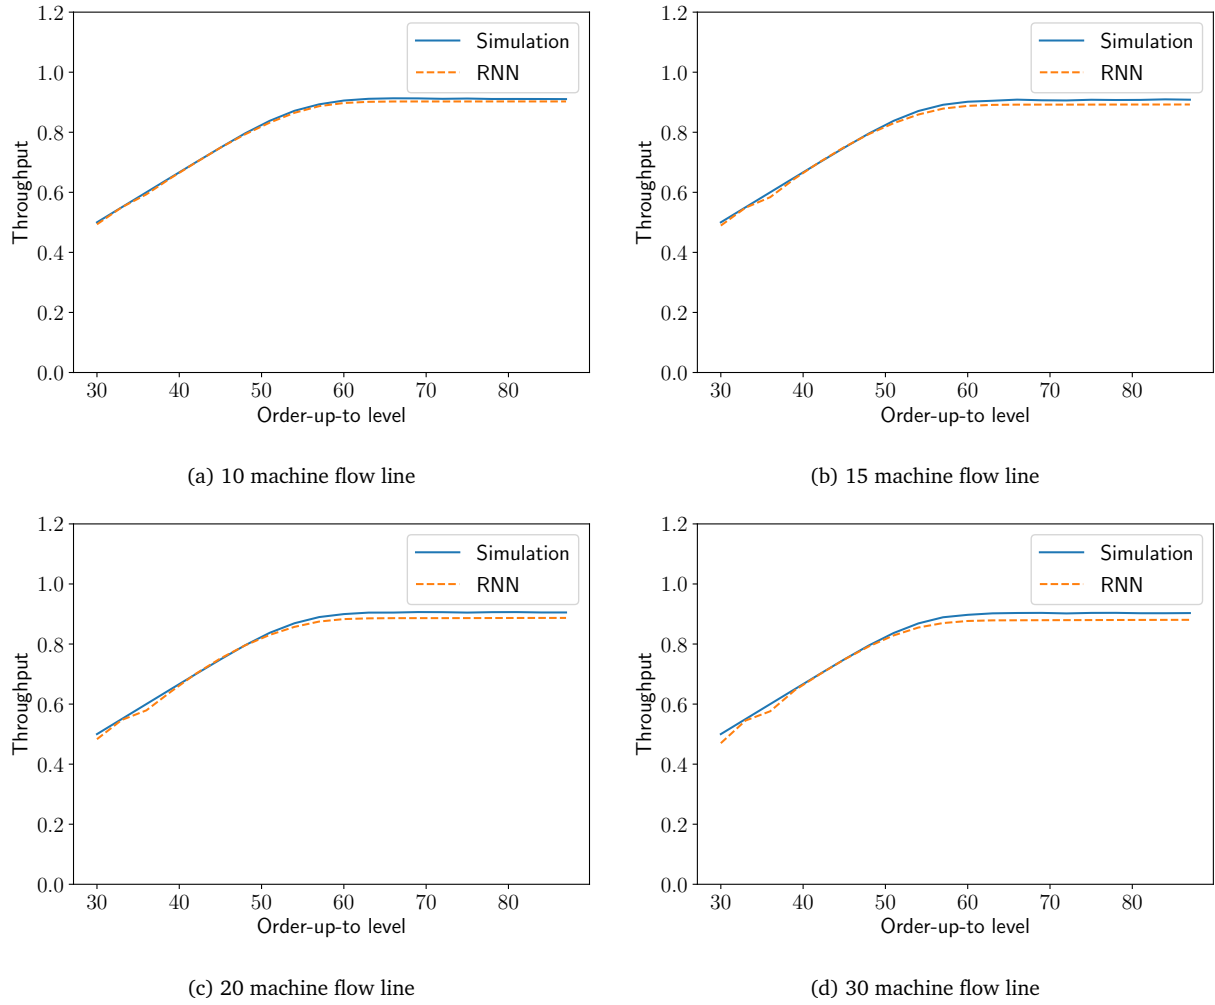 1.2
1.0
0.8
0.6
0.4
0.2
0.0
Throughput
30 40 50 60 70 80
Order-up-to level
Simulation
RNN
(a) 10 machine flow line
1.2
1.0
0.8
0.6
0.4
0.2
0.0
Throughput
30 40 50 60 70 80
Order-up-to level
Simulation
RNN
(b) 15 machine flow line
1.2
1.0
0.8
0.6
0.4
0.2
0.0
Throughput
30 40 50 60 70 80
Order-up-to level
Simulation
RNN
(c) 20 machine flow line
1.2
1.0
0.8
0.6
0.4
0.2
0.0
Throughput
30 40 50 60 70 80
Order-up-to level
Simulation
RNN
(d) 30 machine flow line